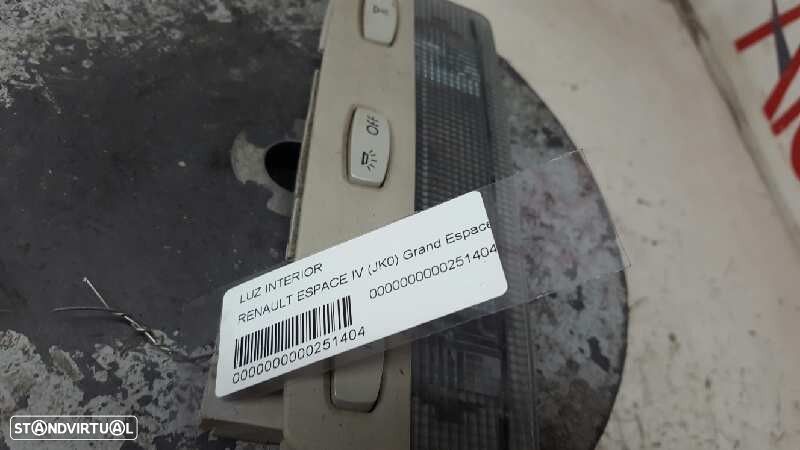 OFF
LUZ INTERIOR
RENAULT ESPACE IV (JK0) Grand Espace
0000000000251404
0000000000251404
STANDVIRTUAL